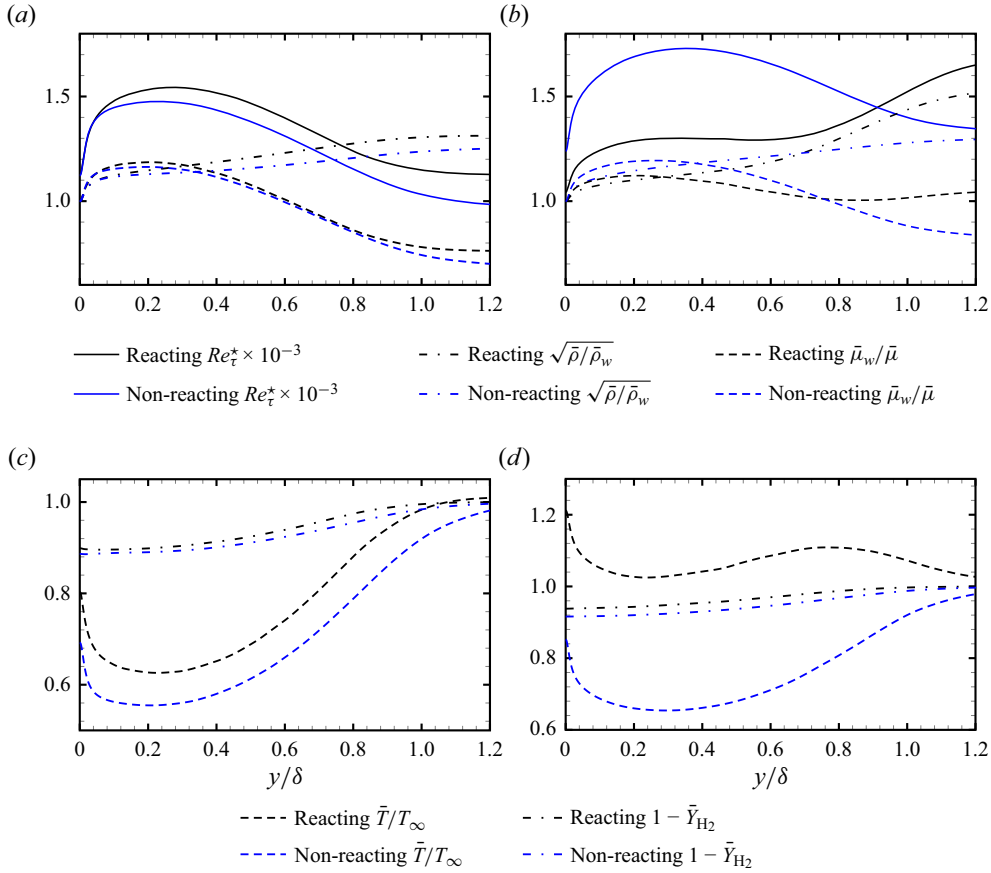 (a) (b)
1.5 1.5
1.0 1.0
0 0.2 0.4 0.6 0.8 1.0 1.2 0 0.2 0.4 0.6 0.8 1.0 1.2
Reacting Re⋆τ × 10−3 Reacting √ρ̄/ρ̄w Reacting μ̄w/μ̄
Non-reacting Re⋆τ × 10−3 Non-reacting √ρ̄/ρ̄w Non-reacting μ̄w/μ̄
(c) (d)
1.0 1.2
0.8 1.0
0.6 0.8
0.6
0 0.2 0.4 0.6 0.8 1.0 1.2 0 0.2 0.4 0.6 0.8 1.0 1.2
y/δ y/δ
Reacting T̄/T∞ Reacting 1 − ȲH2
Non-reacting T̄/T∞ Non-reacting 1 − ȲH2